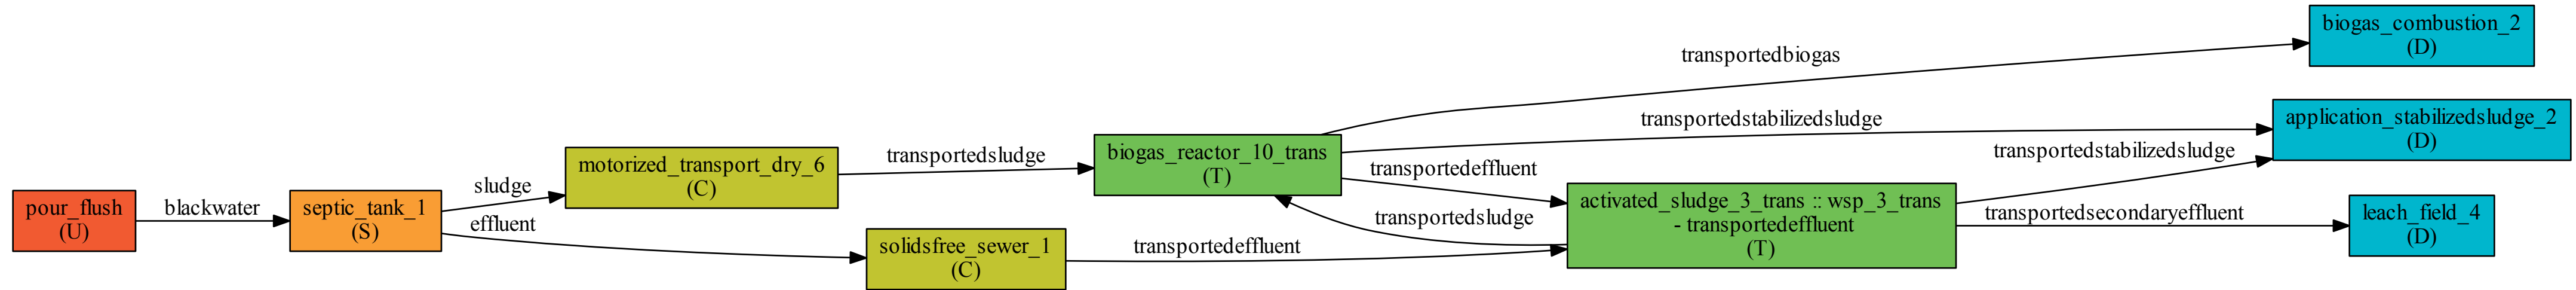 pour_flush
(U)
blackwater
septic_tank_1
(S)
sludge
effluent
motorized_transport_dry_6
(C)
solidsfree_sewer_1
(C)
transportedsludge
transportedeffluent
biogas_reactor_10_trans
(T)
transportedeffluent
transportedsludge
activated_sludge_3_trans :: wsp_3_trans
- transportedeffluent
(T)
transportedbiogas
transportedstabilizedsludge
transportedstabilizedsludge
transportedsecondaryeffluent
biogas_combustion_2
(D)
application_stabilizedsludge_2
(D)
leach_field_4
(D)